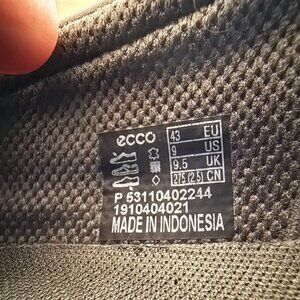 ecco
43 EU
9 US
9.5 UK
275 (2.5) CN
P 53110402244
1910404021
MADE IN INDONESIA